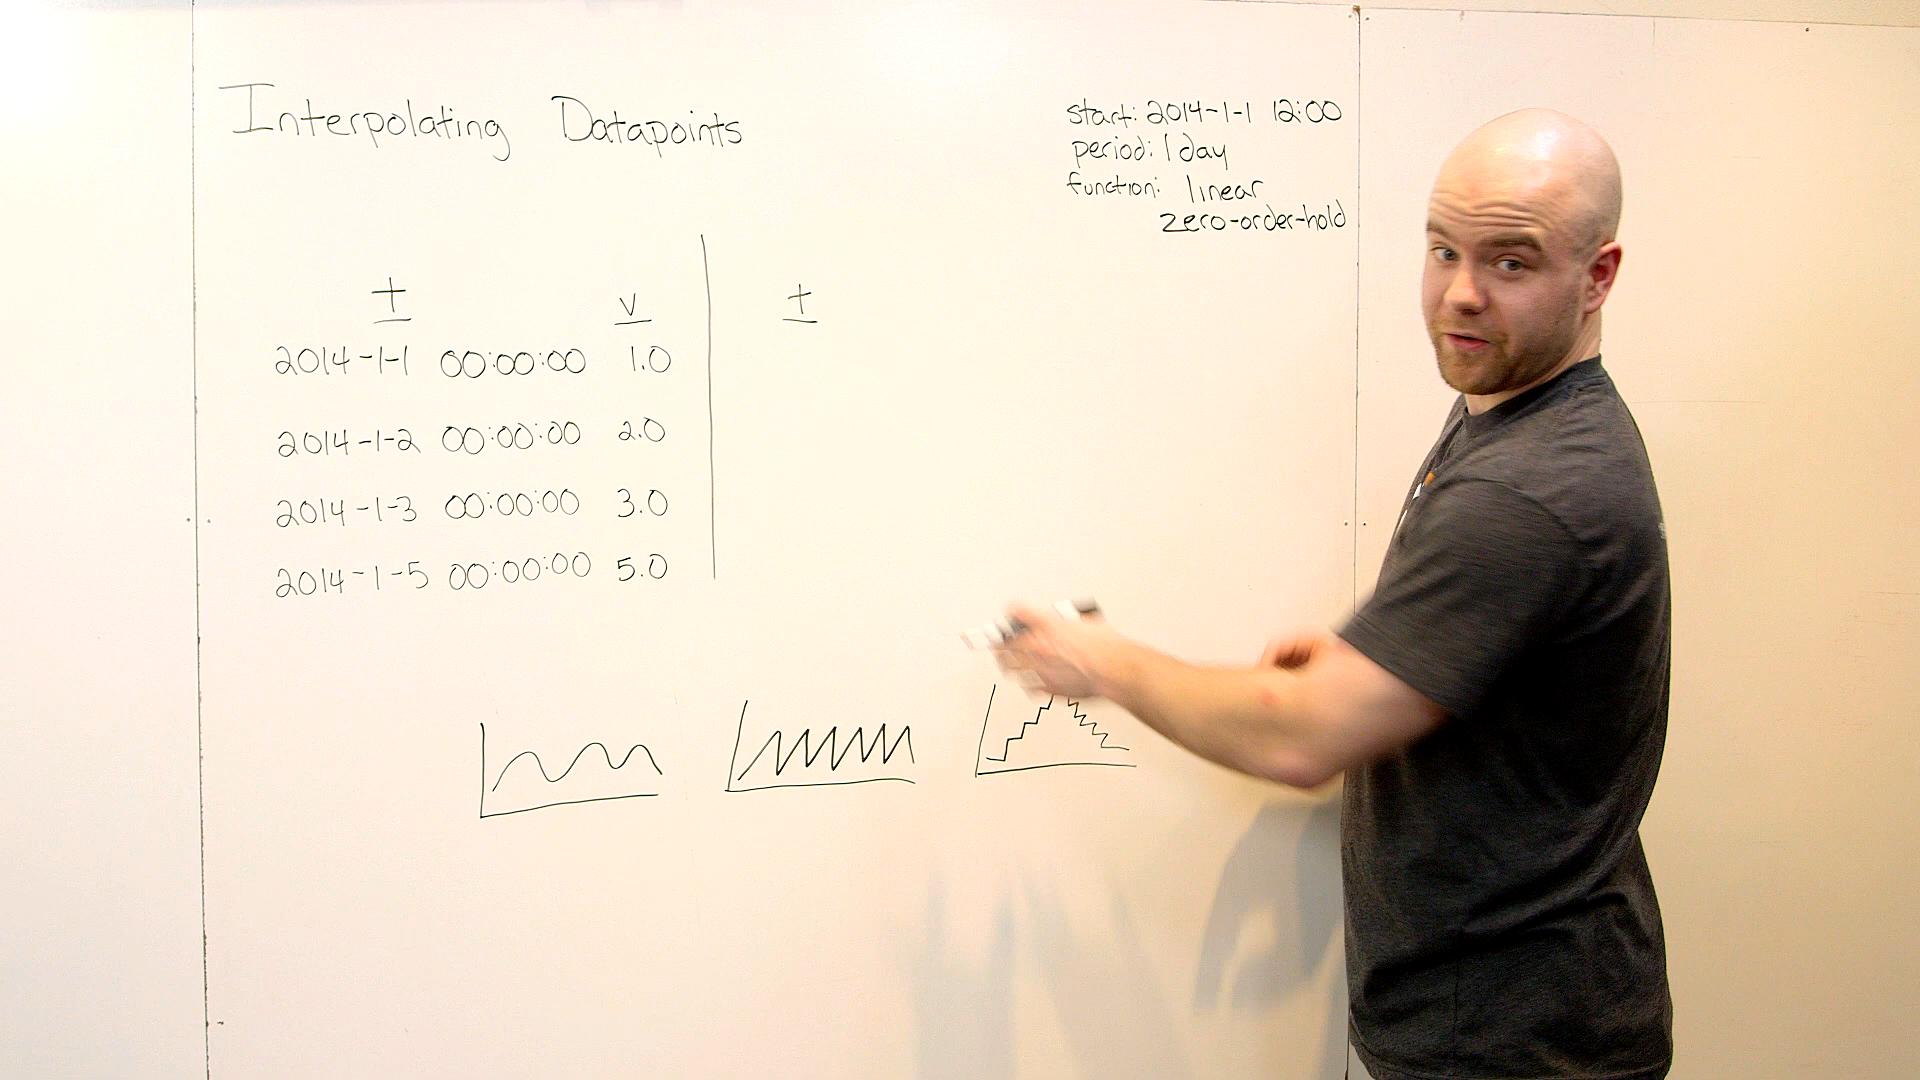 Interpolating Datapoints
start: 2014-1-1 12:00
period: 1 day
function: linear
zero-order-hold
t v t
2014-1-1 00:00:00 1.0
2014-1-2 00:00:00 2.0
2014-1-3 00:00:00 3.0
2014-1-5 00:00:00 5.0